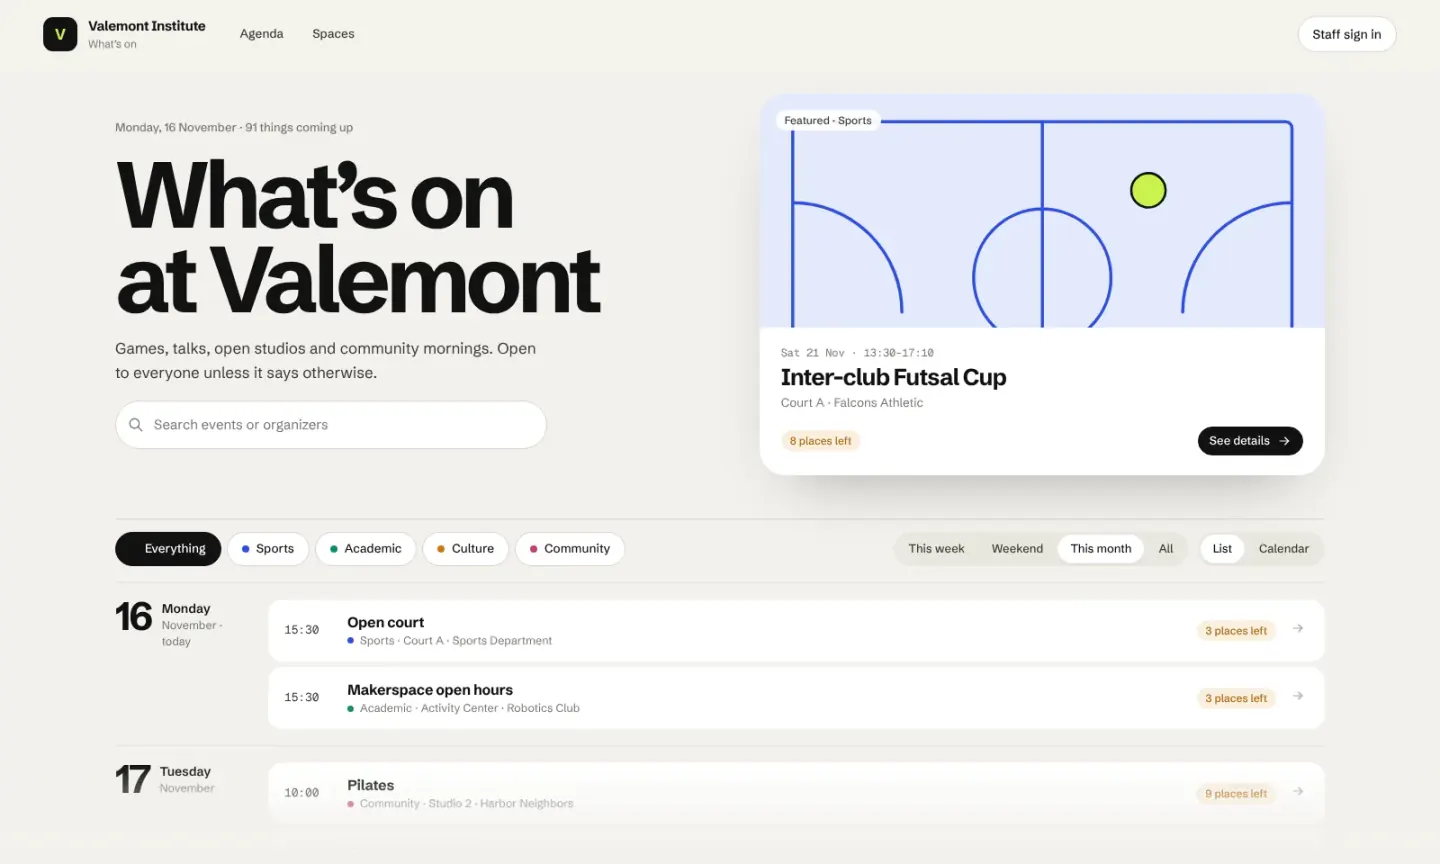 V
Valemont Institute
What's on
Agenda
Spaces
Staff sign in
Monday, 16 November · 91 things coming up
What's on
at Valemont
Games, talks, open studios and community mornings. Open
to everyone unless it says otherwise.
Search events or organizers
Featured · Sports
Sat 21 Nov · 13:30–17:10
Inter-club Futsal Cup
Court A · Falcons Athletic
8 places left
See details →
Everything
Sports
Academic
Culture
Community
This week
Weekend
This month
All
List
Calendar
16
Monday
November ·
today
15:30
Open court
Sports · Court A · Sports Department
3 places left →
15:30
Makerspace open hours
Academic · Activity Center · Robotics Club
3 places left →
17
Tuesday
November
10:00
Pilates
Community · Studio 2 · Harbor Neighbors
9 places left →